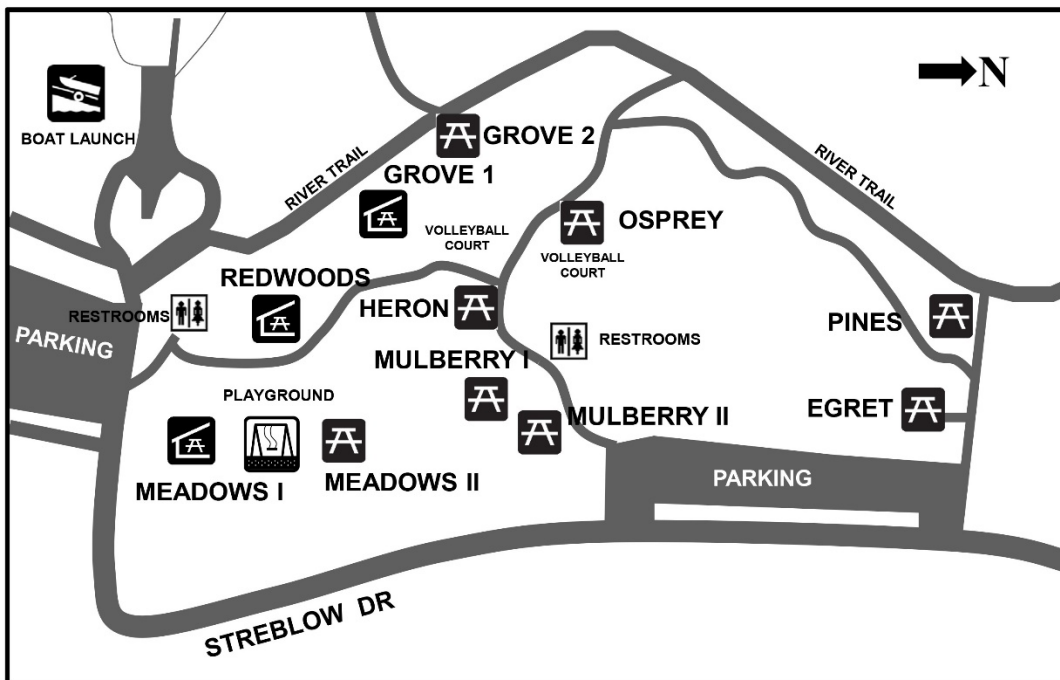 N
BOAT LAUNCH
GROVE 2
RIVER TRAIL
GROVE 1
RIVER TRAIL
VOLLEYBALL
COURT
OSPREY
VOLLEYBALL
COURT
REDWOODS
RESTROOMS
HERON
PINES
PARKING
RESTROOMS
MULBERRY I
PLAYGROUND
EGRET
MULBERRY II
MEADOWS I
MEADOWS II
PARKING
STREBLOW DR